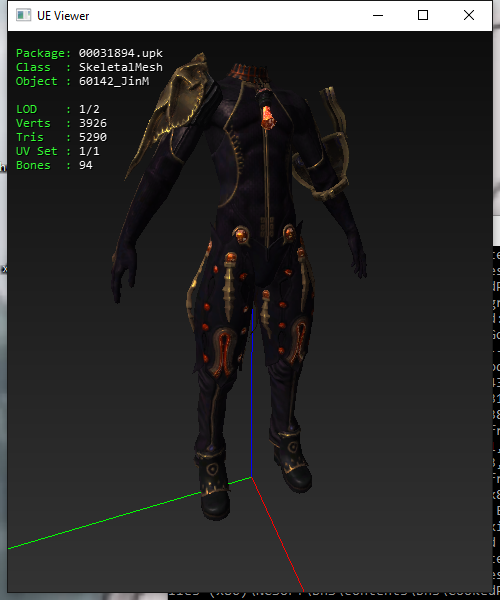 UE Viewer
Package: 00031894.upk
Class : SkeletalMesh
Object : 60142_JinM
LOD : 1/2
Verts : 3926
Tris : 5290
UV Set : 1/1
Bones : 94